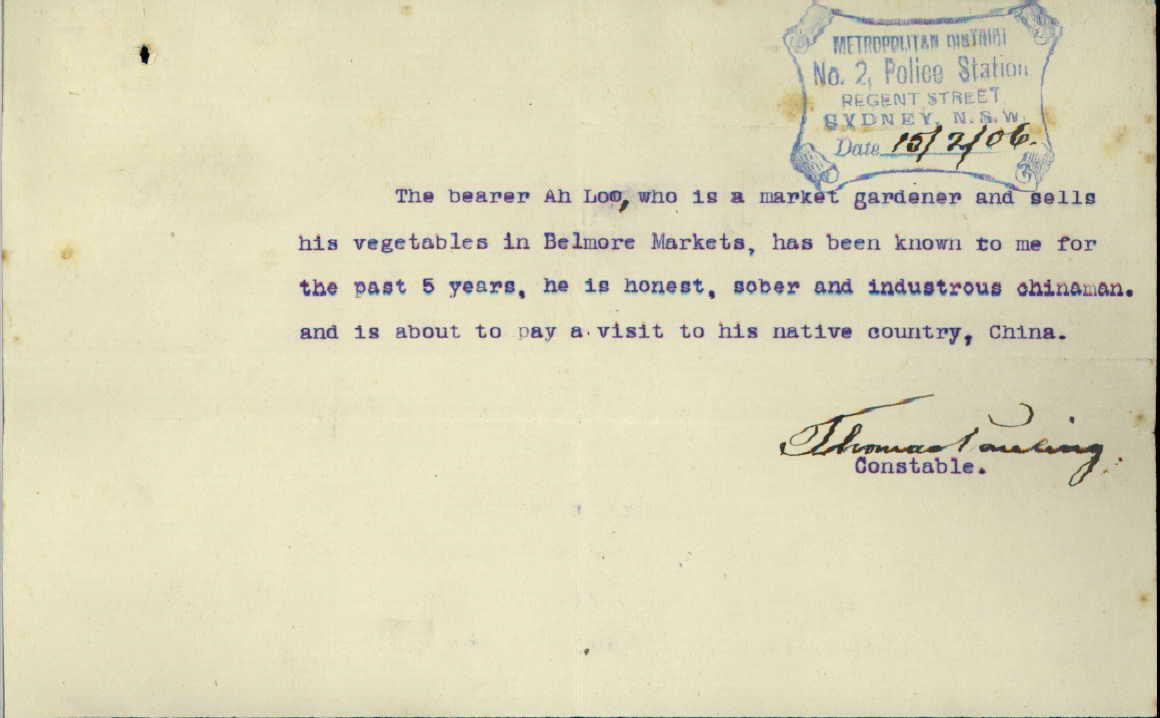 METROPOLITAN DISTRICT
No. 2, Police Station
REGENT STREET
SYDNEY, N.S.W.
Date 15/2/06.
The bearer Ah Loo, who is a market gardener and sells
his vegetables in Belmore Markets, has been known to me for
the past 5 years, he is honest, sober and industrous chinaman.
and is about to pay a visit to his native country, China.
Thomas
Constable.